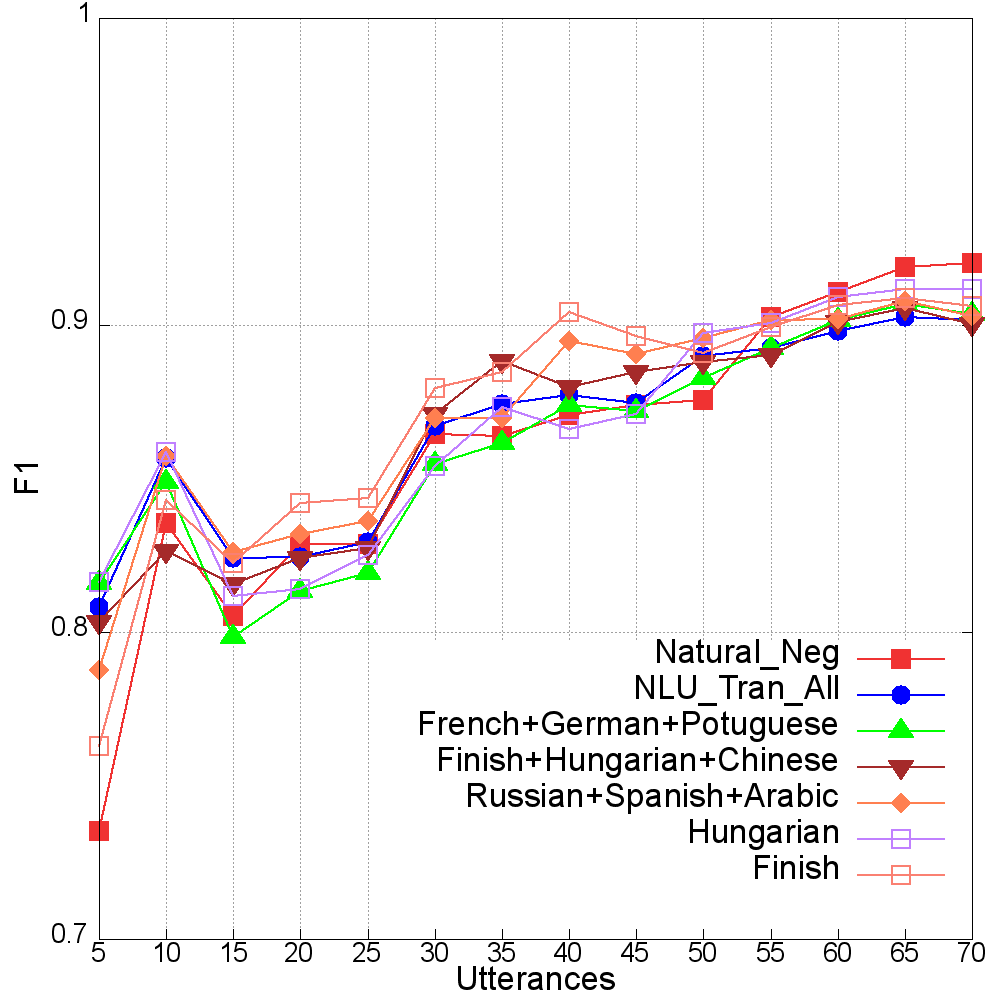 1
0.9
0.8
0.7
F1
5 10 15 20 25 30 35 40 45 50 55 60 65 70
Utterances
Natural_Neg
NLU_Tran_All
French+German+Potuguese
Finish+Hungarian+Chinese
Russian+Spanish+Arabic
Hungarian
Finish